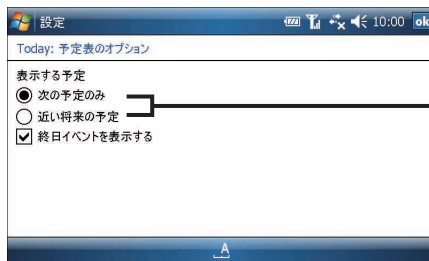 設定 10:00 ok
Today: 予定表のオプション
表示する予定
次の予定のみ
近い将来の予定
終日イベントを表示する
A